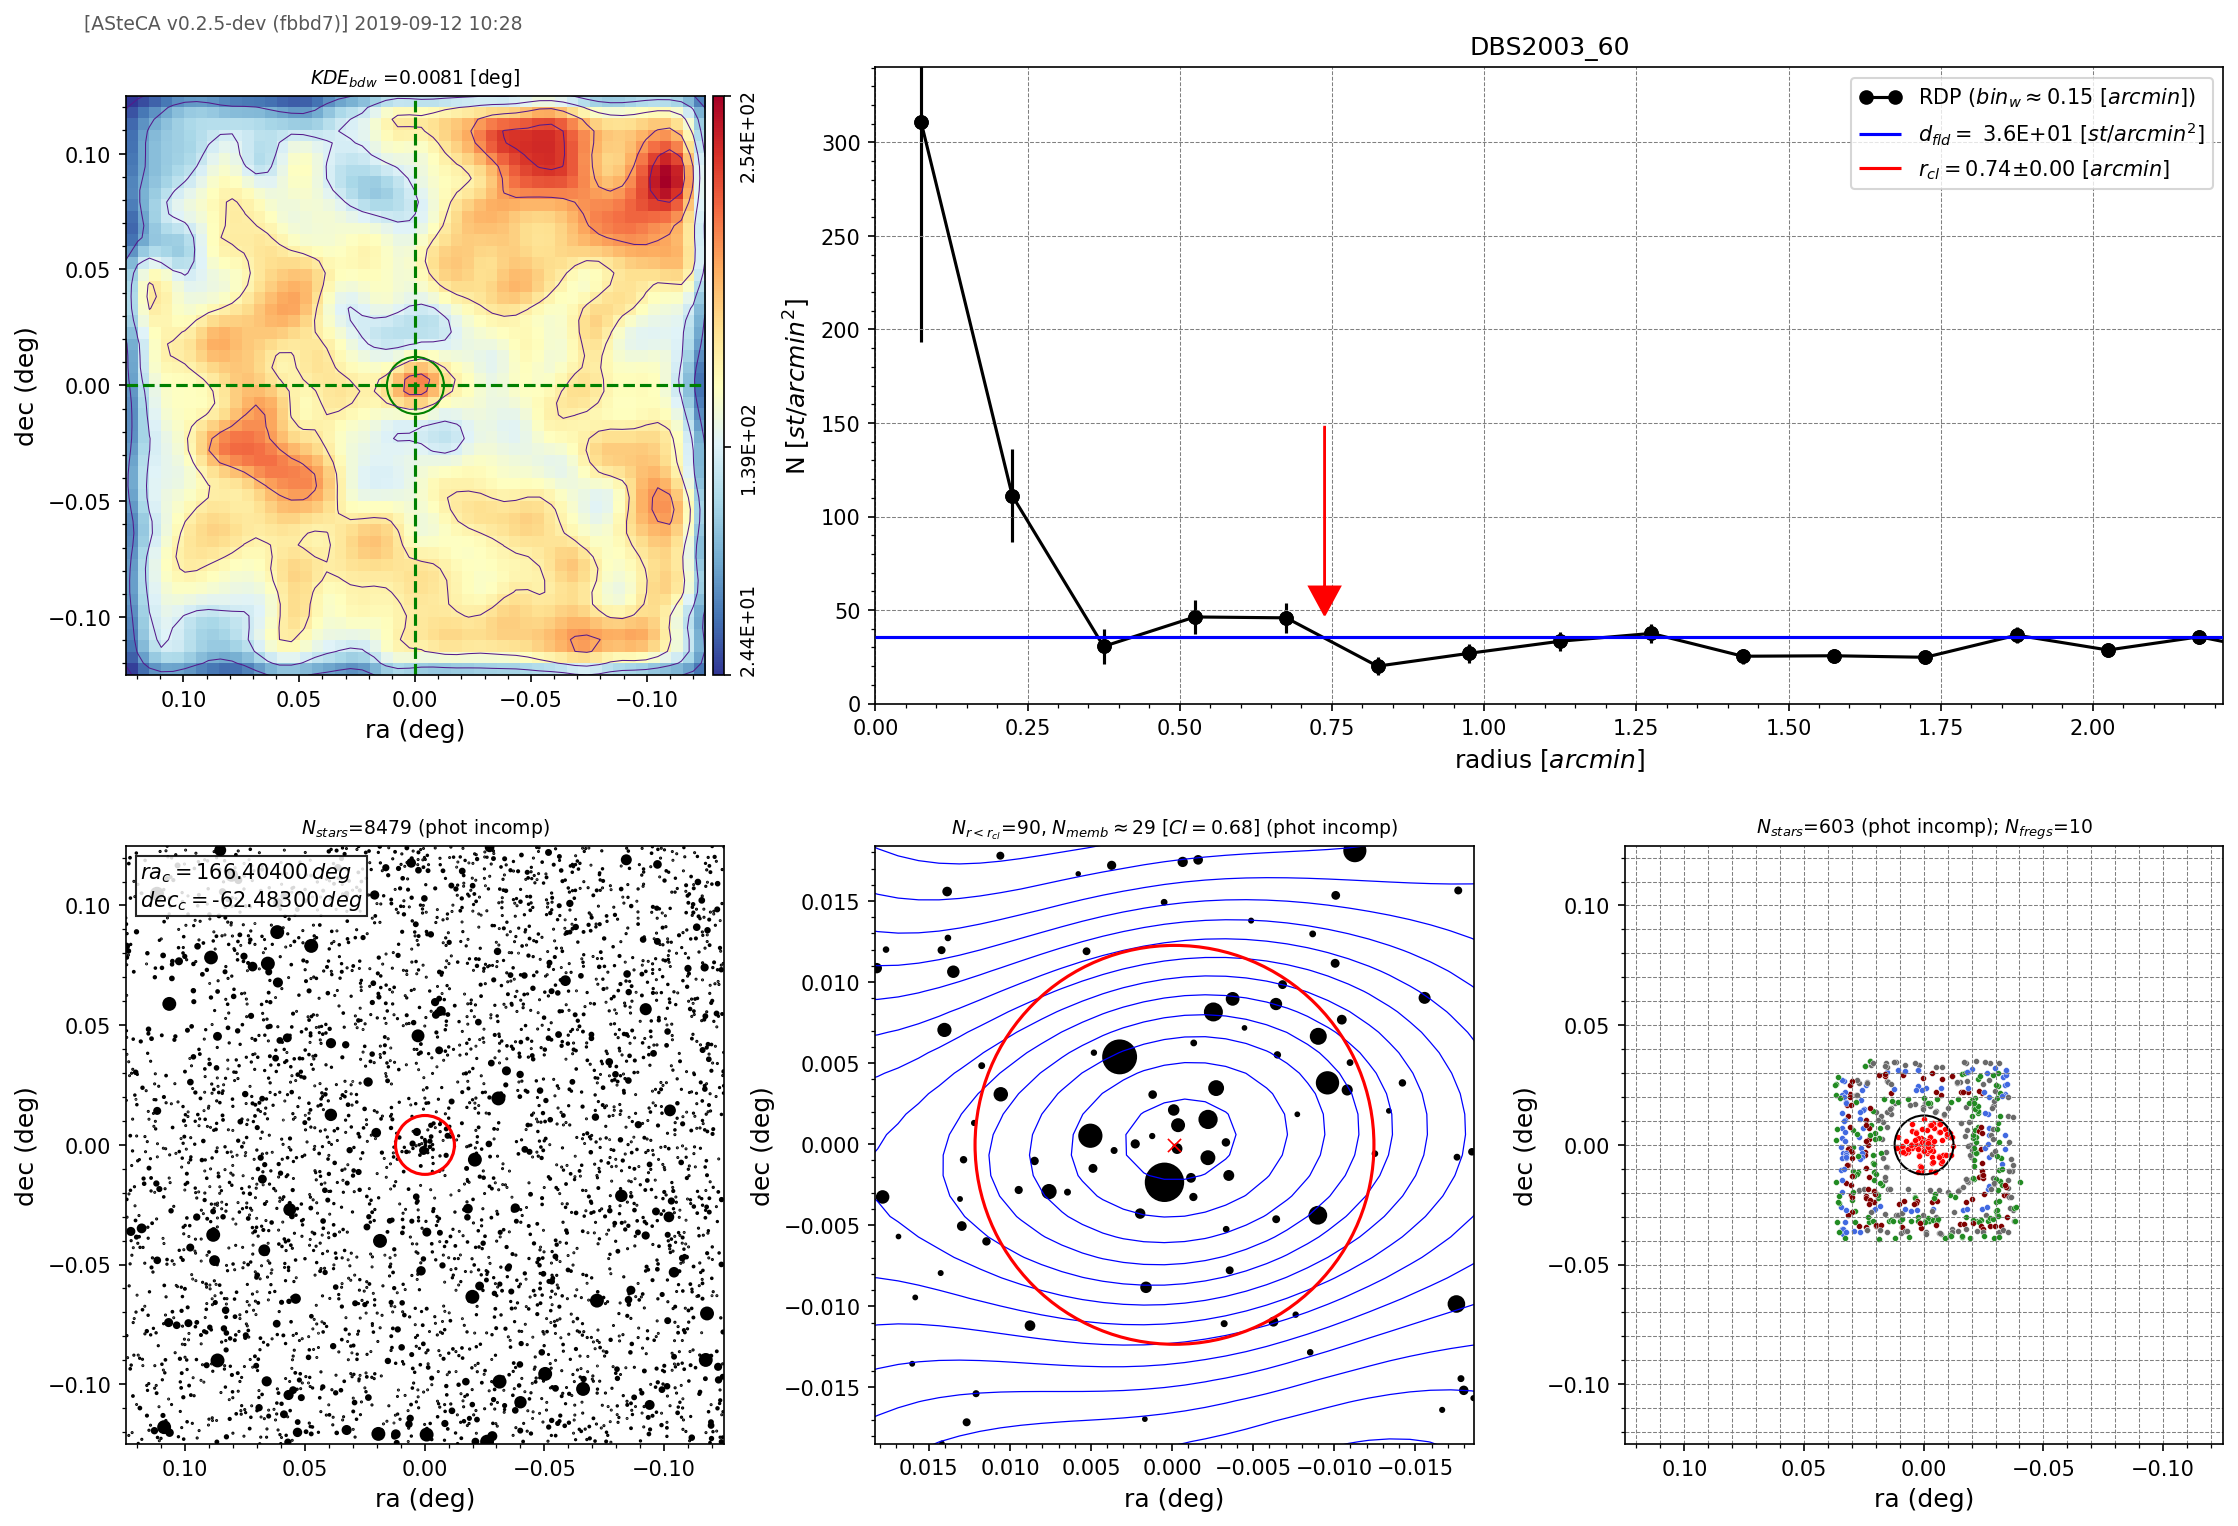 [ASteCA v0.2.5-dev (fbbd7)] 2019-09-12 10:28
KDE_bdw =0.0081 [deg]
dec (deg)
0.10
0.05
0.00
−0.05
−0.10
0.10 0.05 0.00 −0.05 −0.10
ra (deg)
2.54E+02
1.39E+02
2.44E+01
DBS2003_60
RDP (bin_w≈0.15 [arcmin])
d_fld = 3.6E+01 [st/arcmin²]
r_cl=0.74±0.00 [arcmin]
N [st/arcmin²]
300
250
200
150
100
50
0
0.00 0.25 0.50 0.75 1.00 1.25 1.50 1.75 2.00
radius [arcmin]
N_stars=8479 (phot incomp)
ra_c = 166.40400 deg
dec_c = -62.48300 deg
dec (deg)
0.10
0.05
0.00
−0.05
−0.10
0.10 0.05 0.00 −0.05 −0.10
ra (deg)
N_r<r_cl=90, N_memb≈29 [CI = 0.68] (phot incomp)
dec (deg)
0.015
0.010
0.005
0.000
−0.005
−0.010
−0.015
0.015 0.010 0.005 0.000 −0.005 −0.010 −0.015
ra (deg)
N_stars=603 (phot incomp); N_fregs=10
dec (deg)
0.10
0.05
0.00
−0.05
−0.10
0.10 0.05 0.00 −0.05 −0.10
ra (deg)